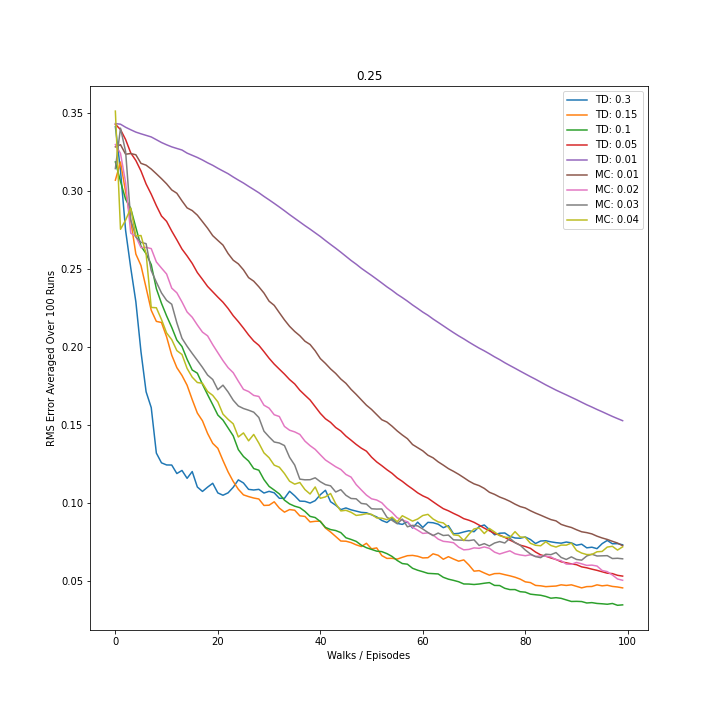 0.25
RMS Error Averaged Over 100 Runs
0.35
0.30
0.25
0.20
0.15
0.10
0.05
TD: 0.3
TD: 0.15
TD: 0.1
TD: 0.05
TD: 0.01
MC: 0.01
MC: 0.02
MC: 0.03
MC: 0.04
0
20
40
60
80
100
Walks / Episodes